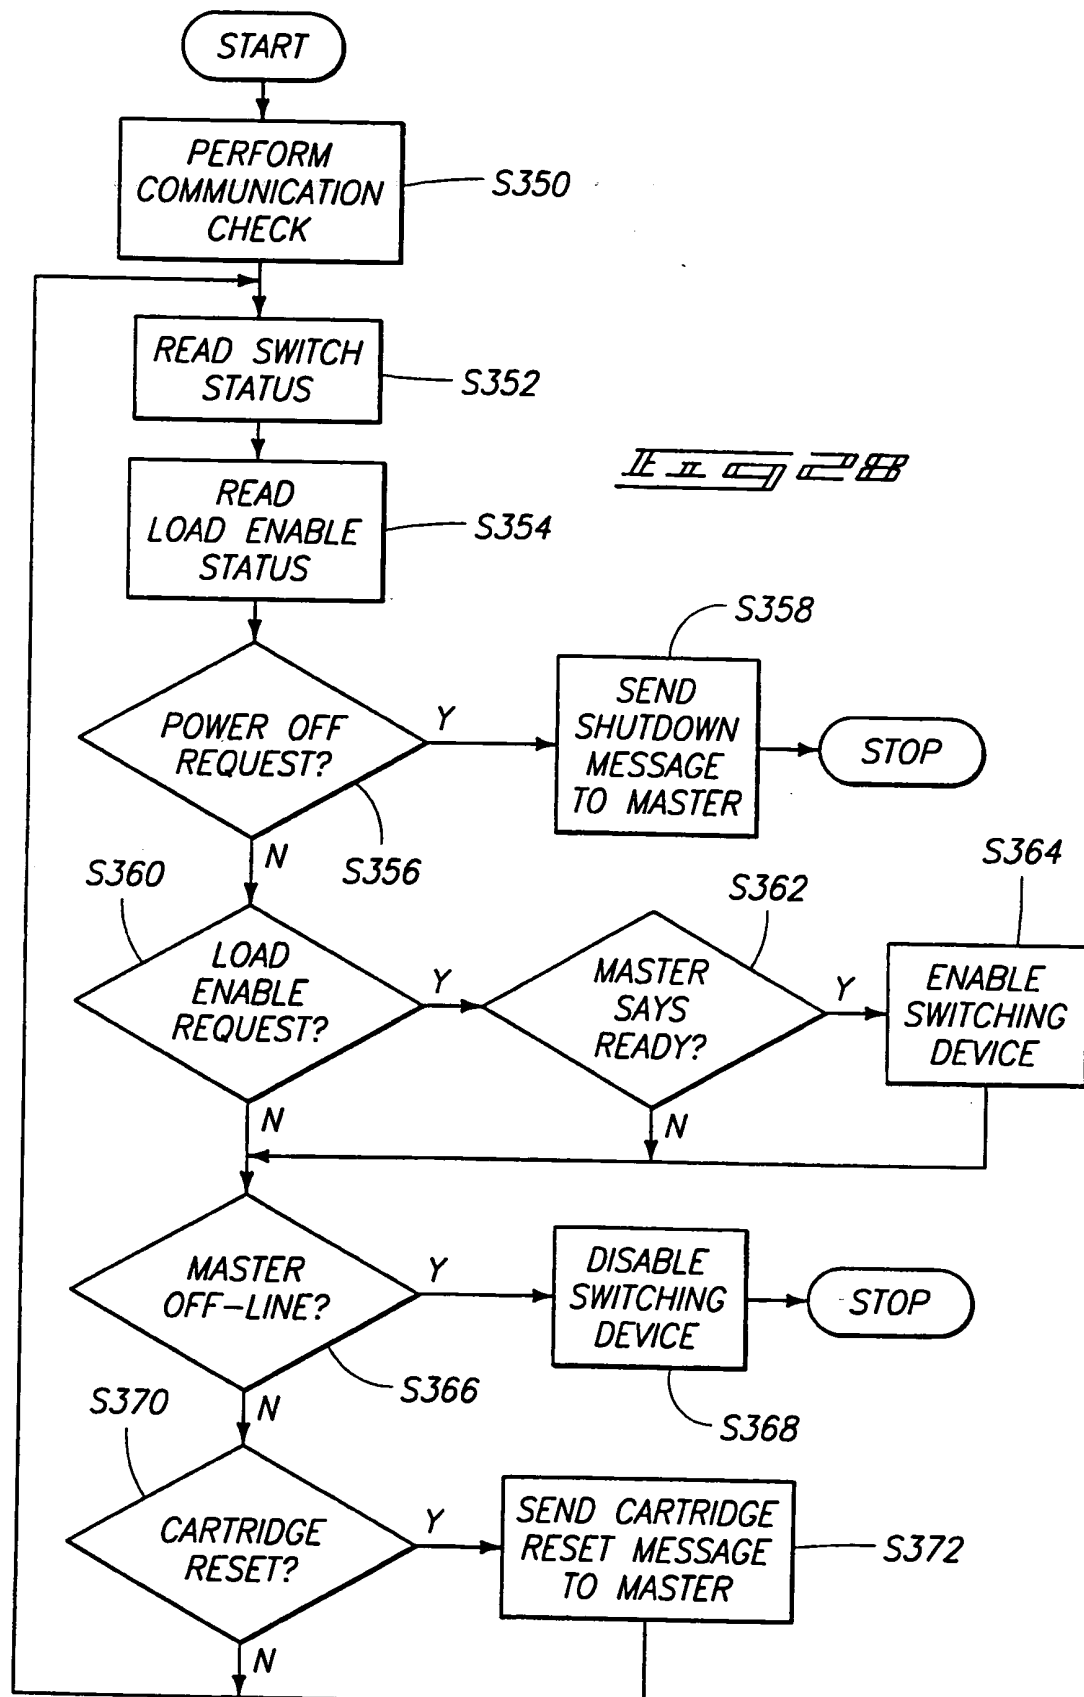 START
PERFORM
COMMUNICATION
CHECK
S350
READ SWITCH
STATUS
S352
Fig 28
READ
LOAD ENABLE
STATUS
S354
S358
POWER OFF
REQUEST?
Y
SEND
SHUTDOWN
MESSAGE
TO MASTER
STOP
N
S356
S360
S362
S364
LOAD
ENABLE
REQUEST?
Y
MASTER
SAYS
READY?
Y
ENABLE
SWITCHING
DEVICE
N
N
MASTER
OFF-LINE?
Y
DISABLE
SWITCHING
DEVICE
STOP
S366
S368
N
S370
CARTRIDGE
RESET?
Y
SEND CARTRIDGE
RESET MESSAGE
TO MASTER
S372
N